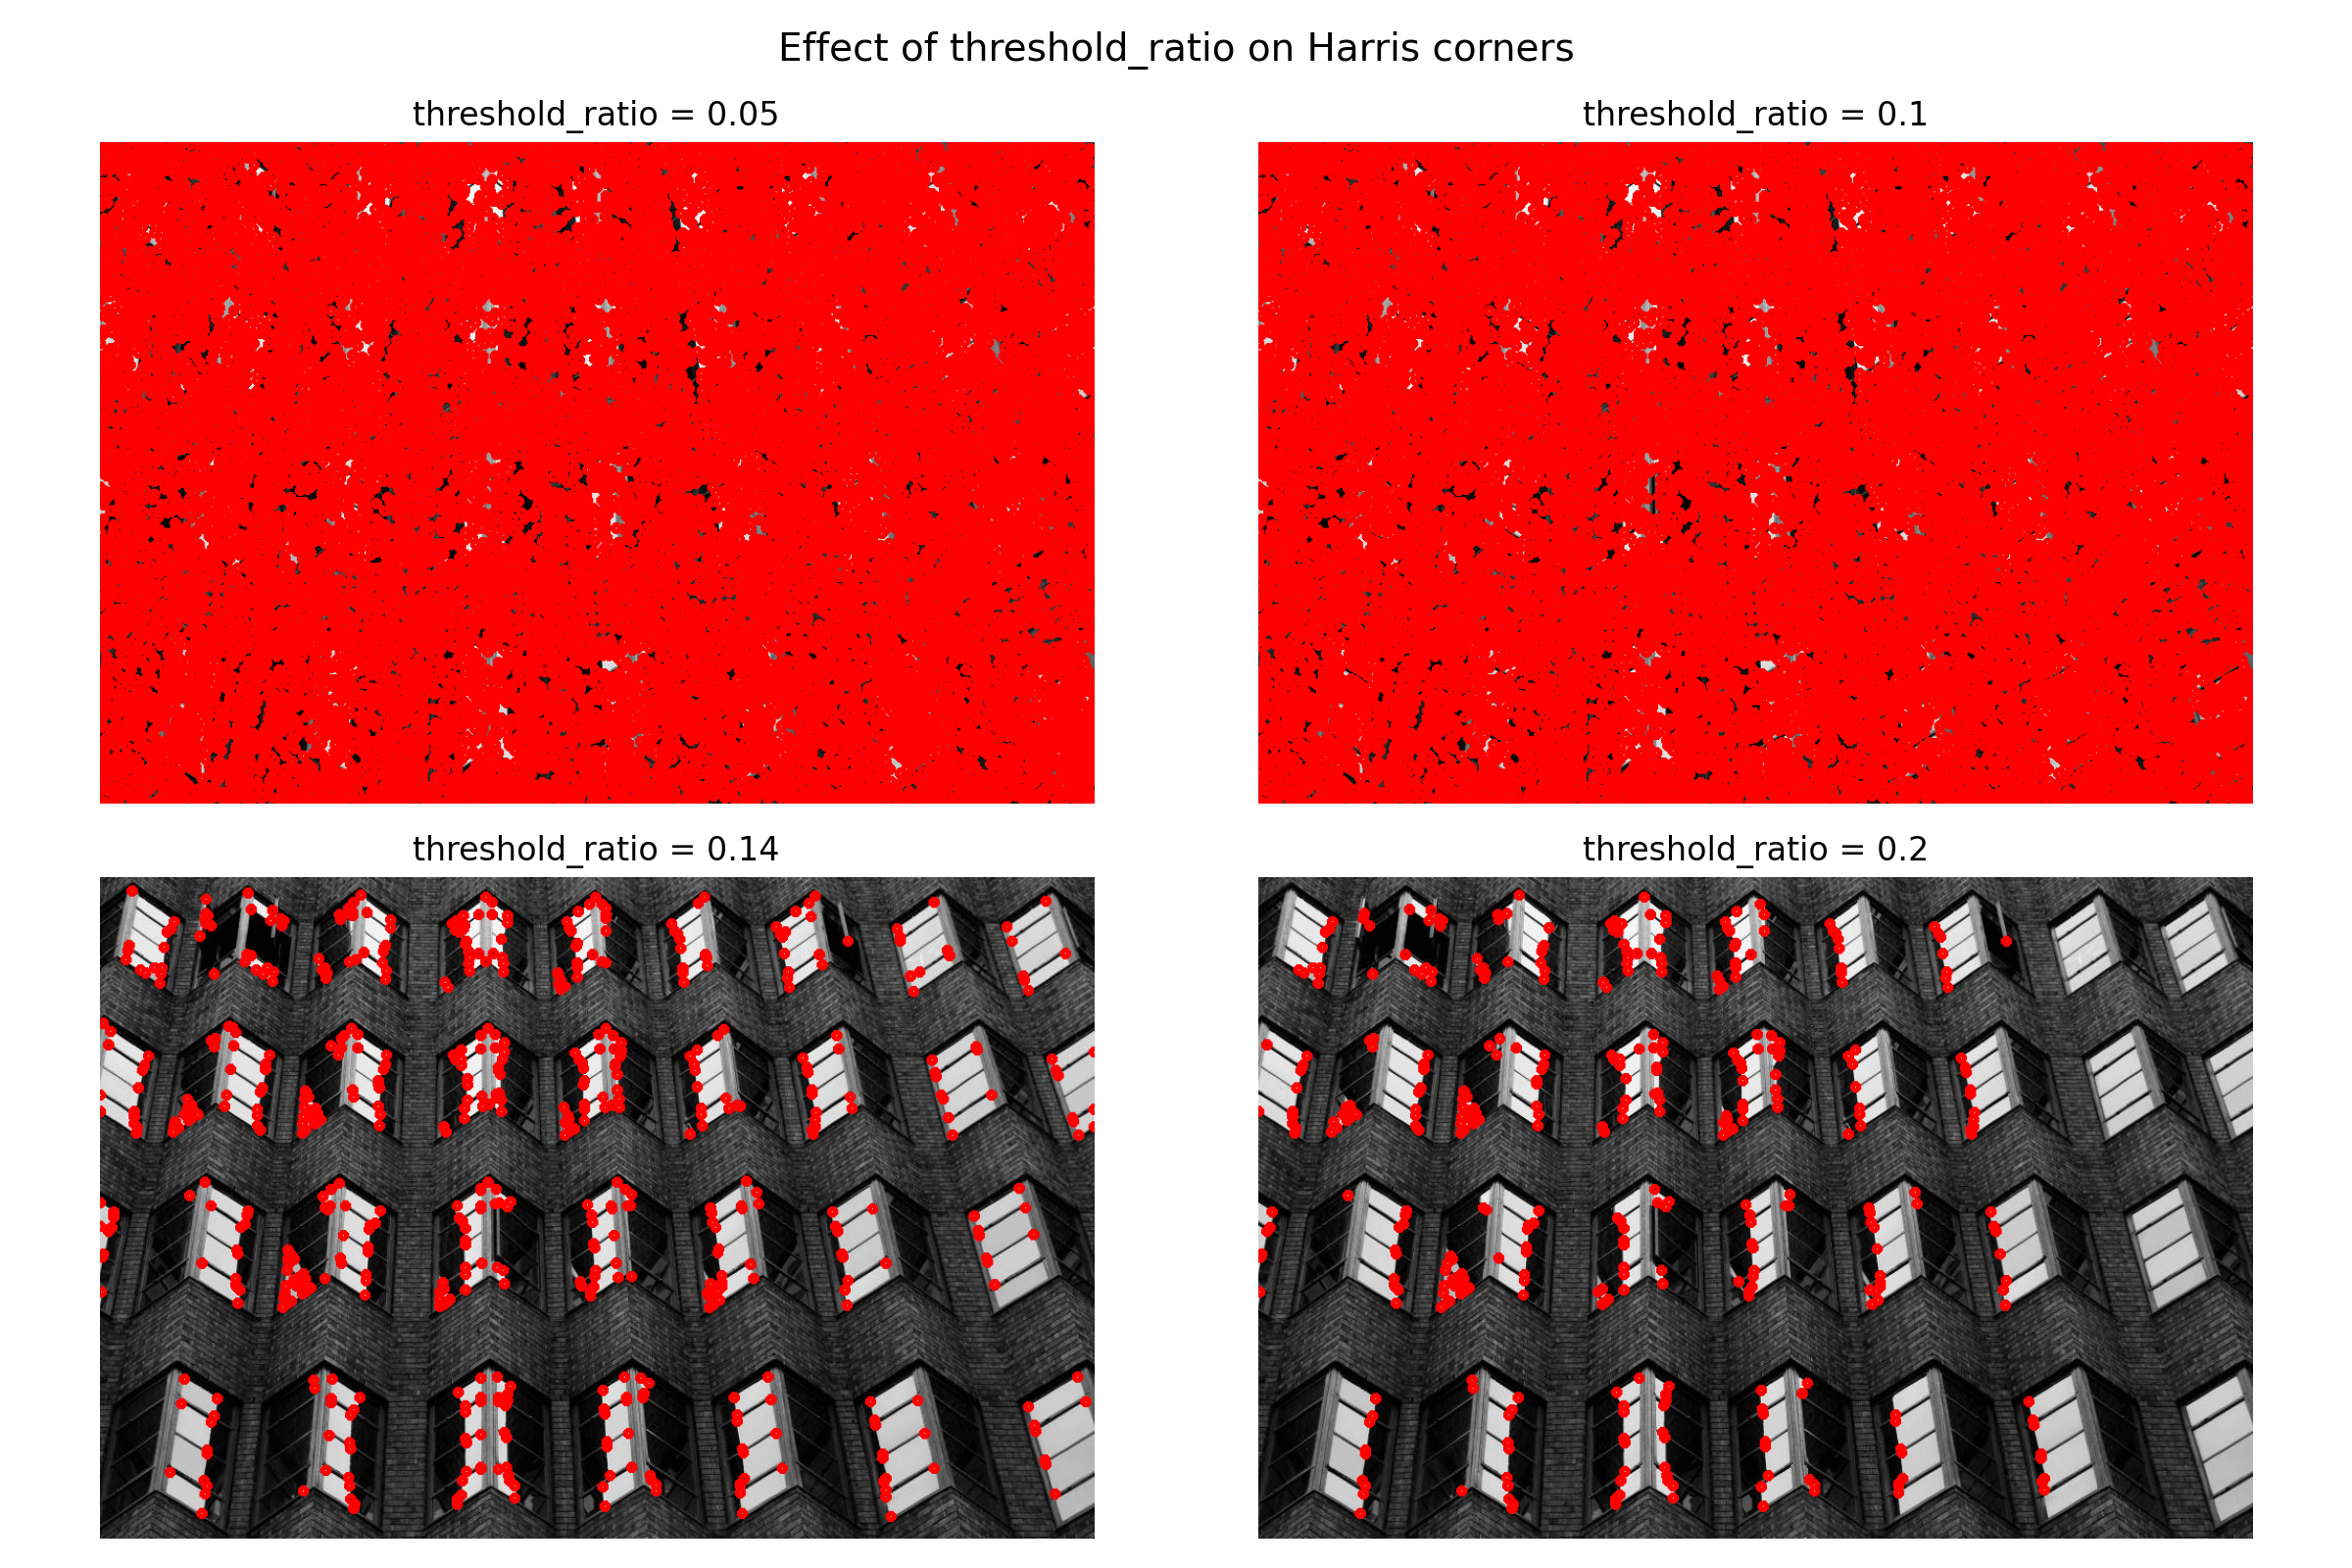 Effect of threshold_ratio on Harris corners
threshold_ratio = 0.05
threshold_ratio = 0.1
threshold_ratio = 0.14
threshold_ratio = 0.2